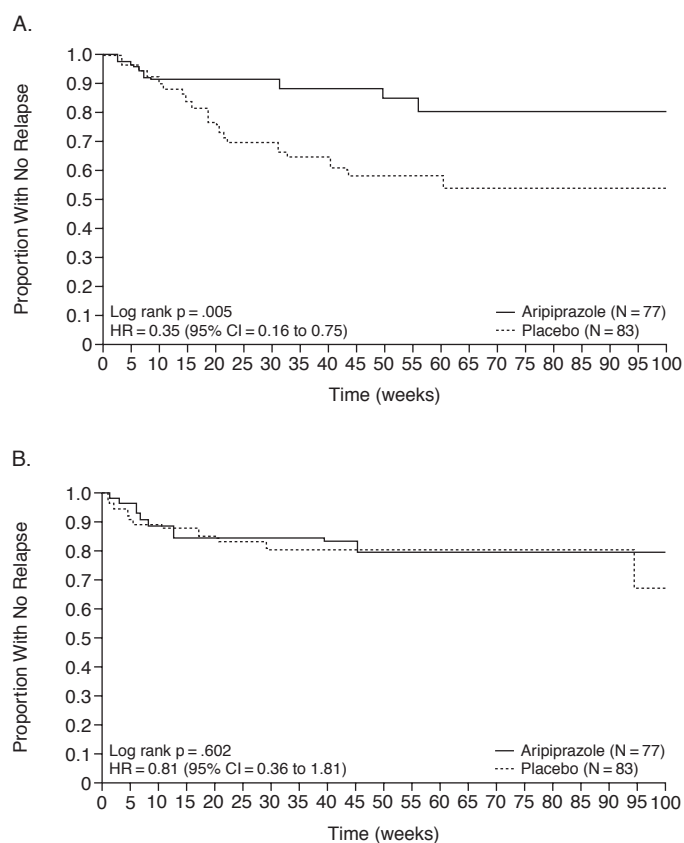 A.
1.0
0.9
0.8
0.7
0.6
0.5
0.4
0.3
0.2
0.1
0
Proportion With No Relapse
Log rank p = .005
HR = 0.35 (95% CI = 0.16 to 0.75)
Aripiprazole (N = 77)
Placebo (N = 83)
0 5 10 15 20 25 30 35 40 45 50 55 60 65 70 75 80 85 90 95 100
Time (weeks)
B.
1.0
0.9
0.8
0.7
0.6
0.5
0.4
0.3
0.2
0.1
0
Proportion With No Relapse
Log rank p = .602
HR = 0.81 (95% CI = 0.36 to 1.81)
Aripiprazole (N = 77)
Placebo (N = 83)
0 5 10 15 20 25 30 35 40 45 50 55 60 65 70 75 80 85 90 95 100
Time (weeks)